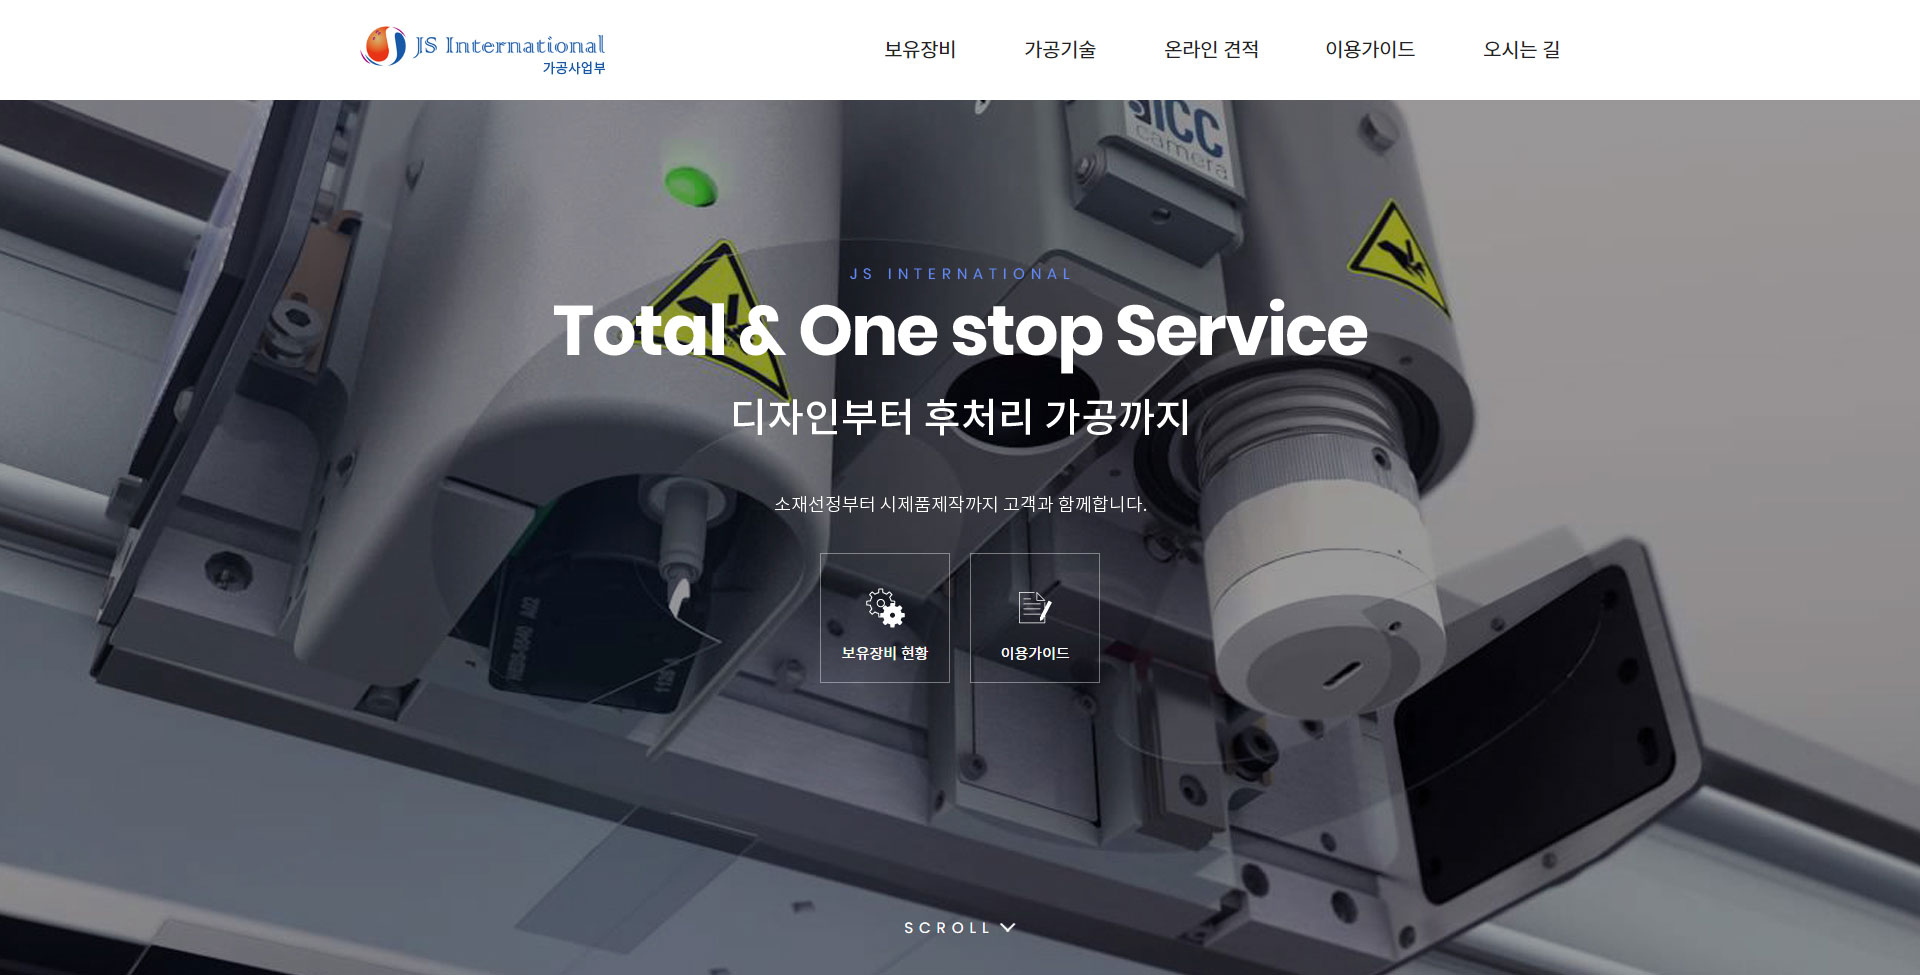 JS International
가공사업부
보유장비
가공기술
온라인 견적
이용가이드
오시는 길
ICC
camera
JS INTERNATIONAL
Total & One stop Service
디자인부터 후처리 가공까지
소재선정부터 시제품제작까지 고객과 함께합니다.
보유장비 현황
이용가이드
SCROLL